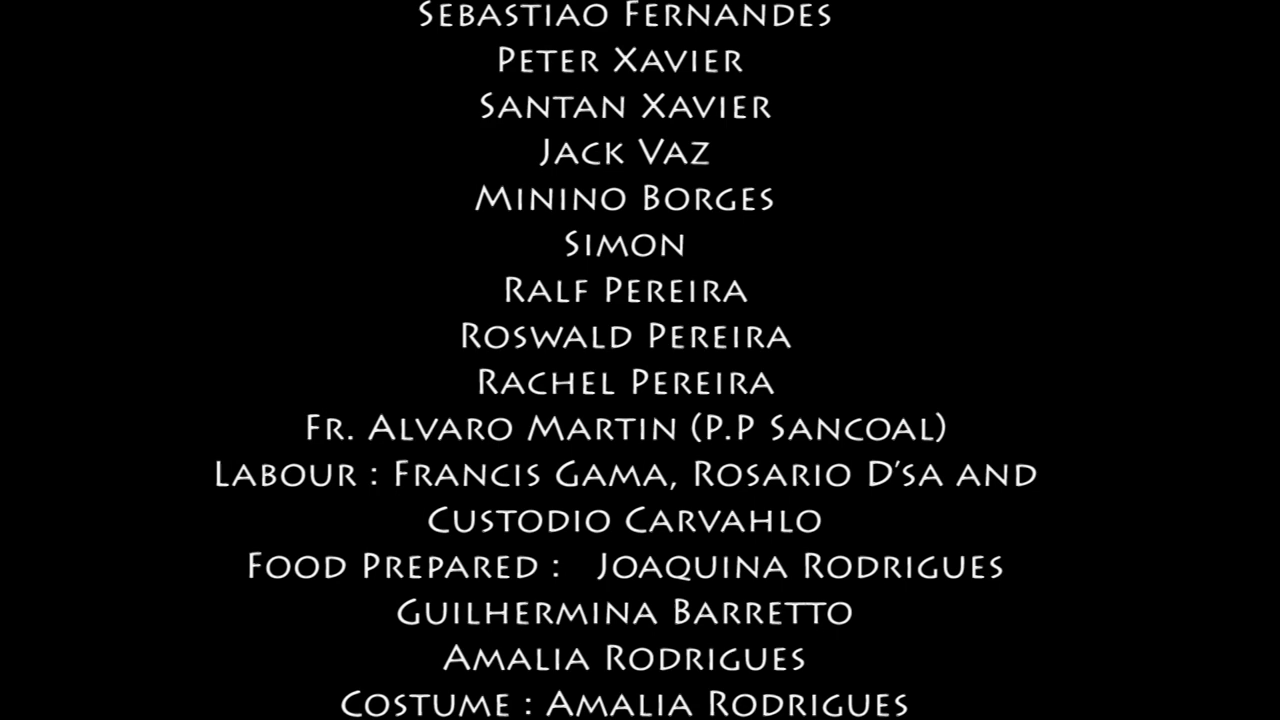 Sebastiao Fernandes
Peter Xavier
Santan Xavier
Jack Vaz
Minino Borges
Simon
Ralf Pereira
Roswald Pereira
Rachel Pereira
Fr. Alvaro Martin (P.P Sancoal)
Labour : Francis Gama, Rosario D'sa and
Custodio Carvahlo
Food Prepared : Joaquina Rodrigues
Guilhermina Barretto
Amalia Rodrigues
Costume : Amalia Rodrigues